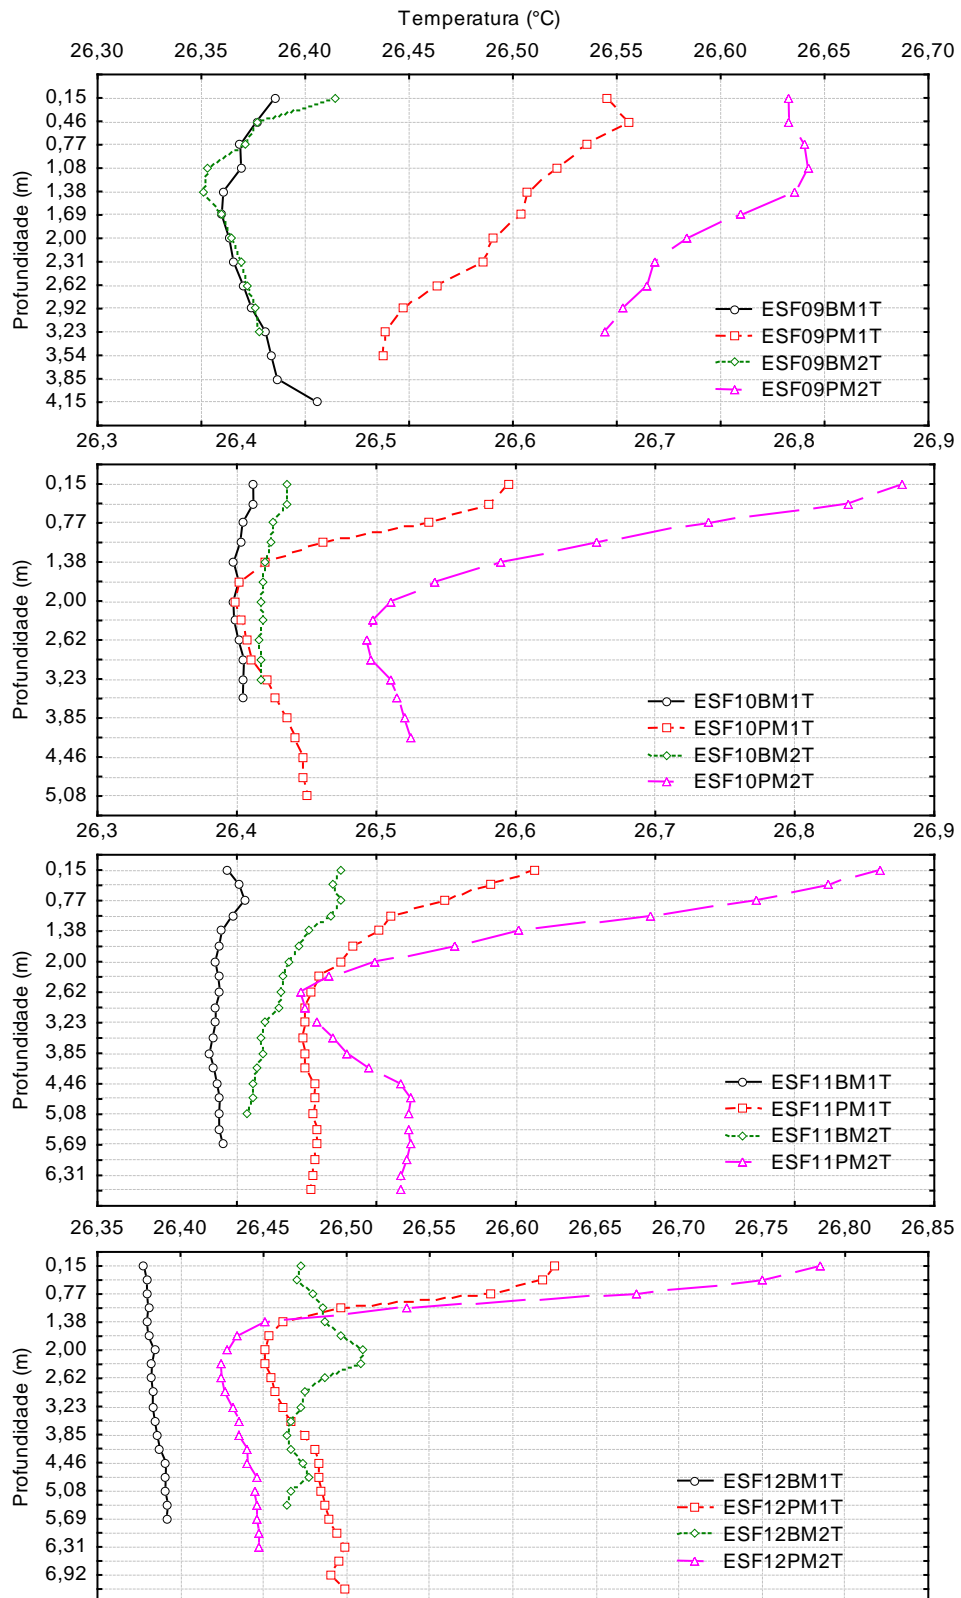 Temperatura (°C)
26,30 26,35 26,40 26,45 26,50 26,55 26,60 26,65 26,70
0,15
0,46
0,77
1,08
1,38
1,69
2,00
2,31
2,62
2,92
3,23
3,54
3,85
4,15
Profundidade (m)
ESF09BM1T
ESF09PM1T
ESF09BM2T
ESF09PM2T
26,3 26,4 26,5 26,6 26,7 26,8 26,9
0,15
0,77
1,38
2,00
2,62
3,23
3,85
4,46
5,08
Profundidade (m)
ESF10BM1T
ESF10PM1T
ESF10BM2T
ESF10PM2T
26,3 26,4 26,5 26,6 26,7 26,8 26,9
0,15
0,77
1,38
2,00
2,62
3,23
3,85
4,46
5,08
5,69
6,31
Profundidade (m)
ESF11BM1T
ESF11PM1T
ESF11BM2T
ESF11PM2T
26,35 26,40 26,45 26,50 26,55 26,60 26,65 26,70 26,75 26,80 26,85
0,15
0,77
1,38
2,00
2,62
3,23
3,85
4,46
5,08
5,69
6,31
6,92
Profundidade (m)
ESF12BM1T
ESF12PM1T
ESF12BM2T
ESF12PM2T